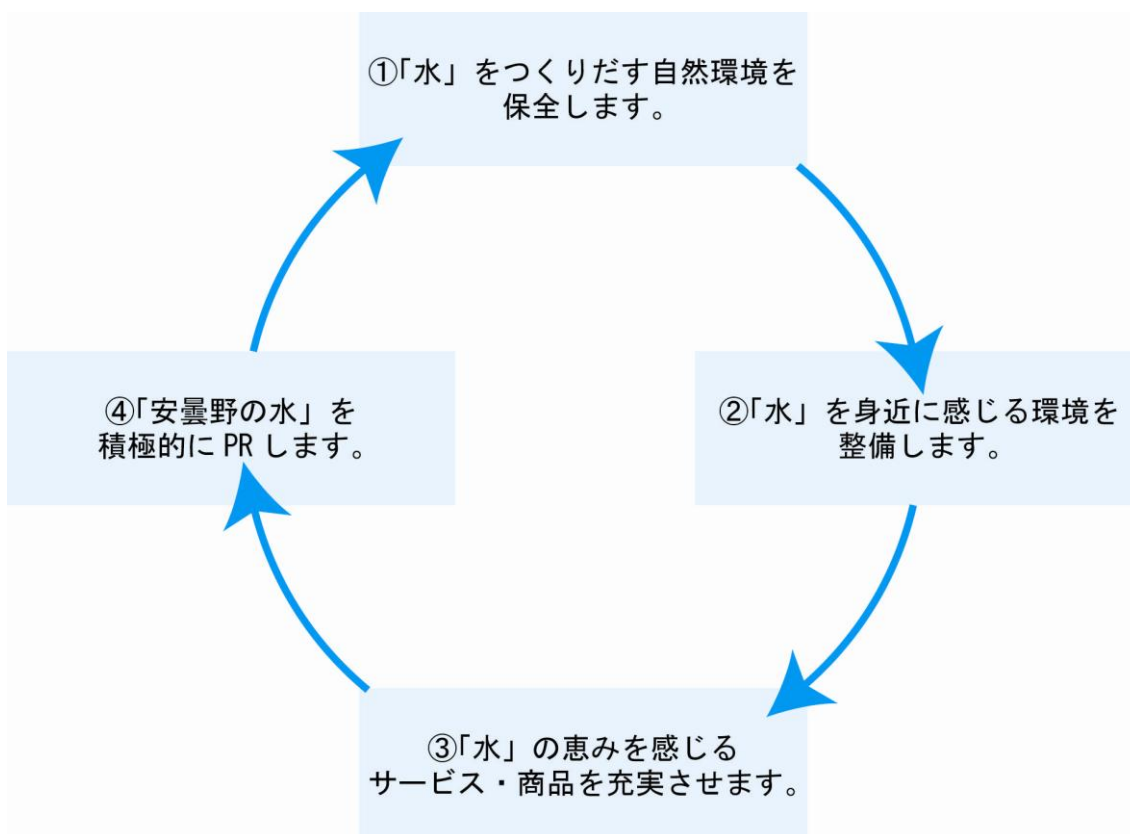 ①「水」をつくりだす自然環境を
保全します。
②「水」を身近に感じる環境を
整備します。
③「水」の恵みを感じる
サービス・商品を充実させます。
④「安曇野の水」を
積極的に PR します。